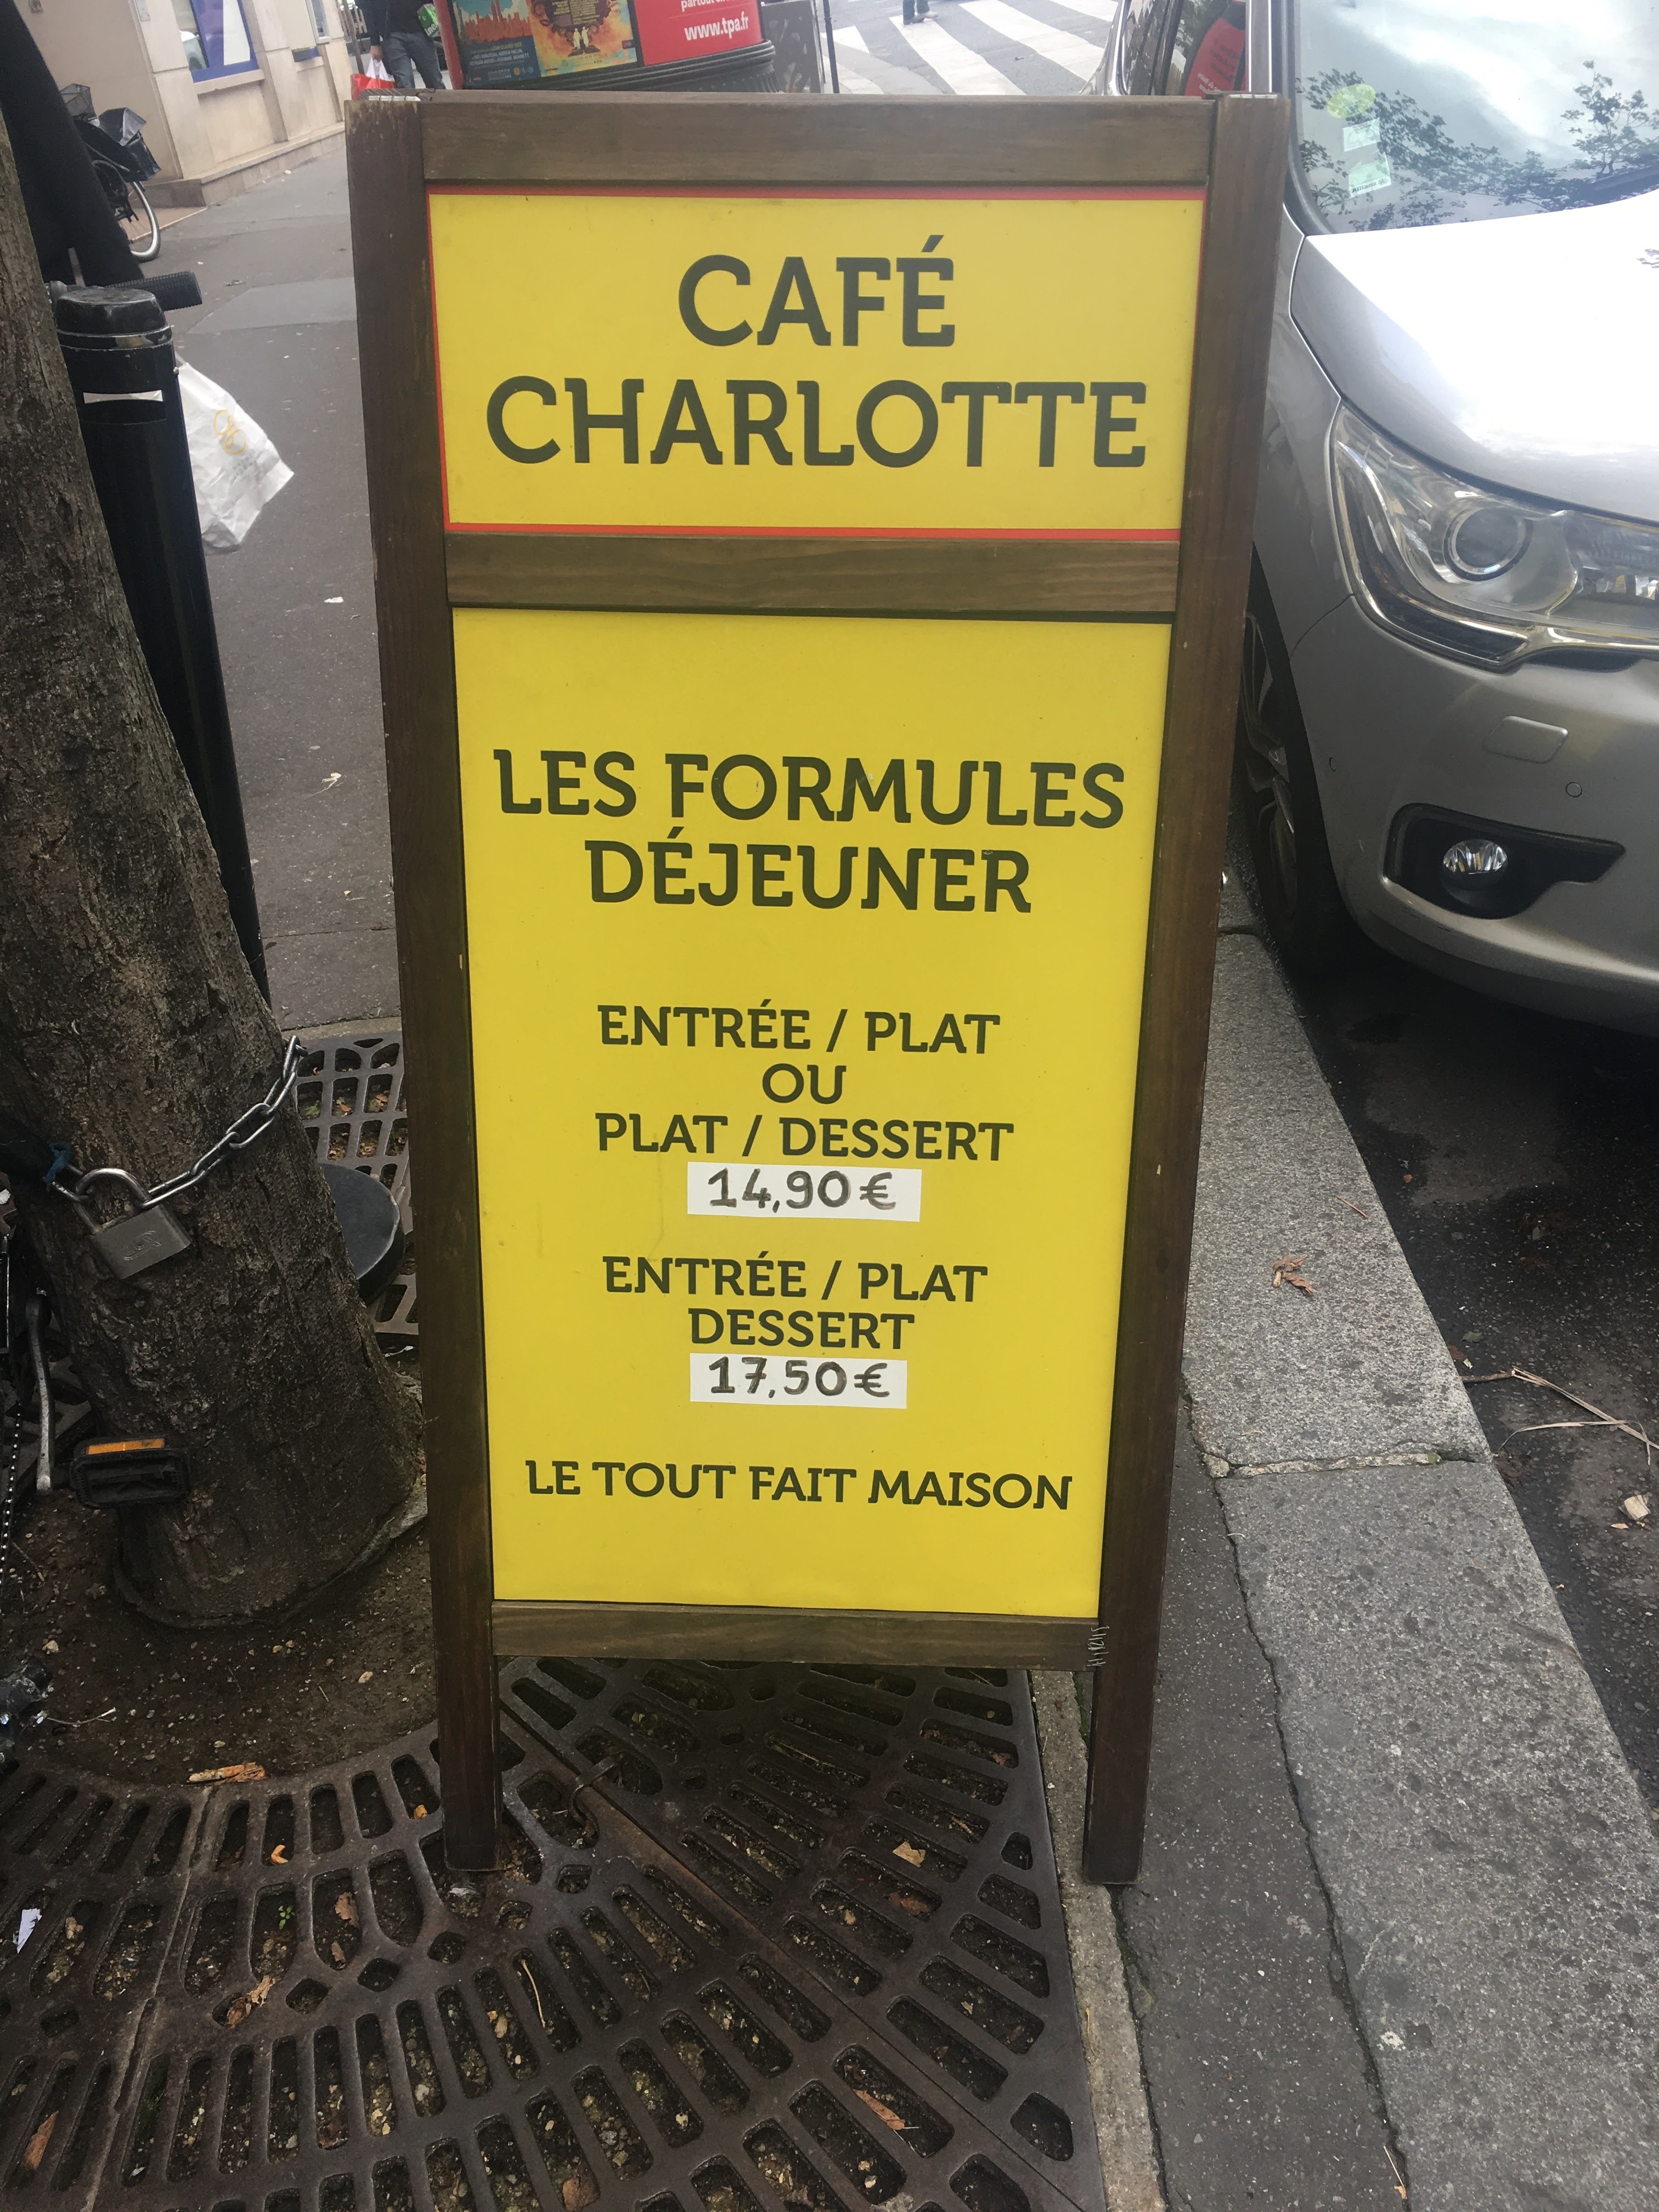 www.tpa.fr
CAFÉ
CHARLOTTE
LES FORMULES
DÉJEUNER
ENTRÉE / PLAT
OU
PLAT / DESSERT
14,90 €
ENTRÉE / PLAT
DESSERT
17,50 €
LE TOUT FAIT MAISON